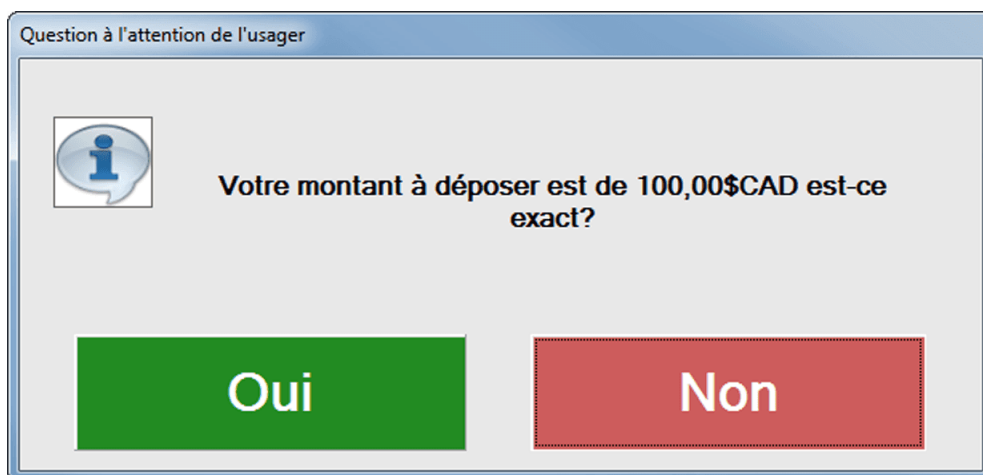 Question à l'attention de l'usager
Votre montant à déposer est de 100,00$CAD est-ce
exact?
Oui
Non